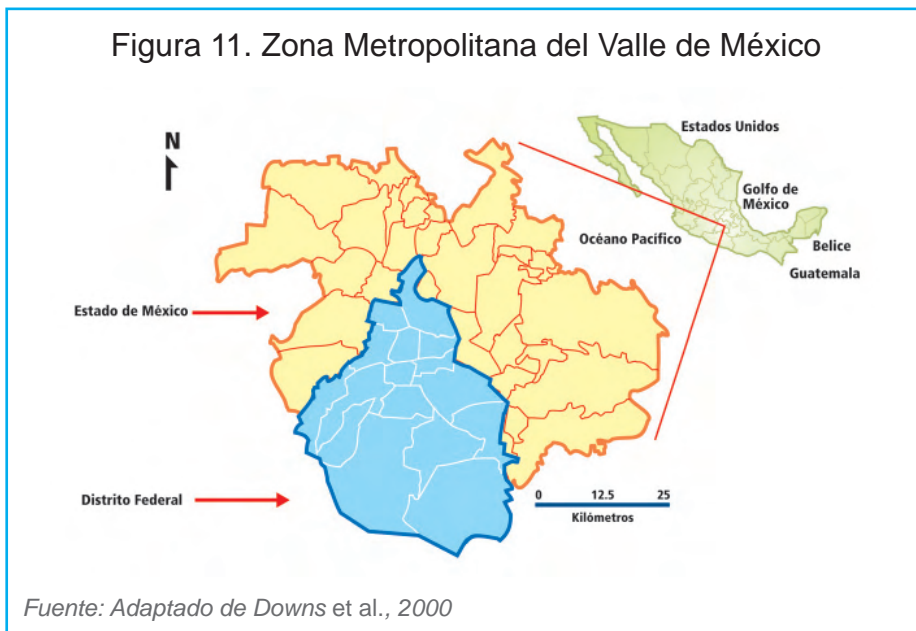 Figura 11. Zona Metropolitana del Valle de México
N
Estados Unidos
Golfo de
México
Océano Pacífico
Belice
Guatemala
Estado de México
Distrito Federal
0 12.5 25
Kilómetros
Fuente: Adaptado de Downs et al., 2000